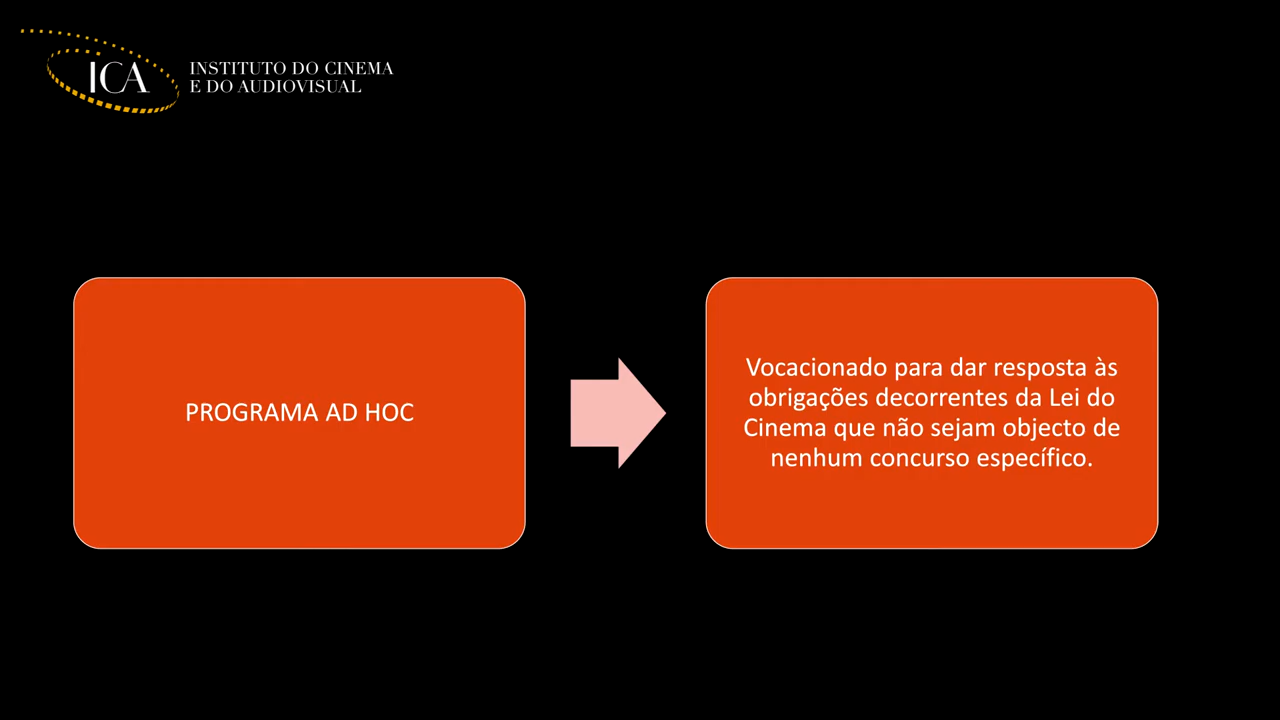 ICA
INSTITUTO DO CINEMA
E DO AUDIOVISUAL
PROGRAMA AD HOC
Vocacionado para dar resposta às
obrigações decorrentes da Lei do
Cinema que não sejam objecto de
nenhum concurso específico.